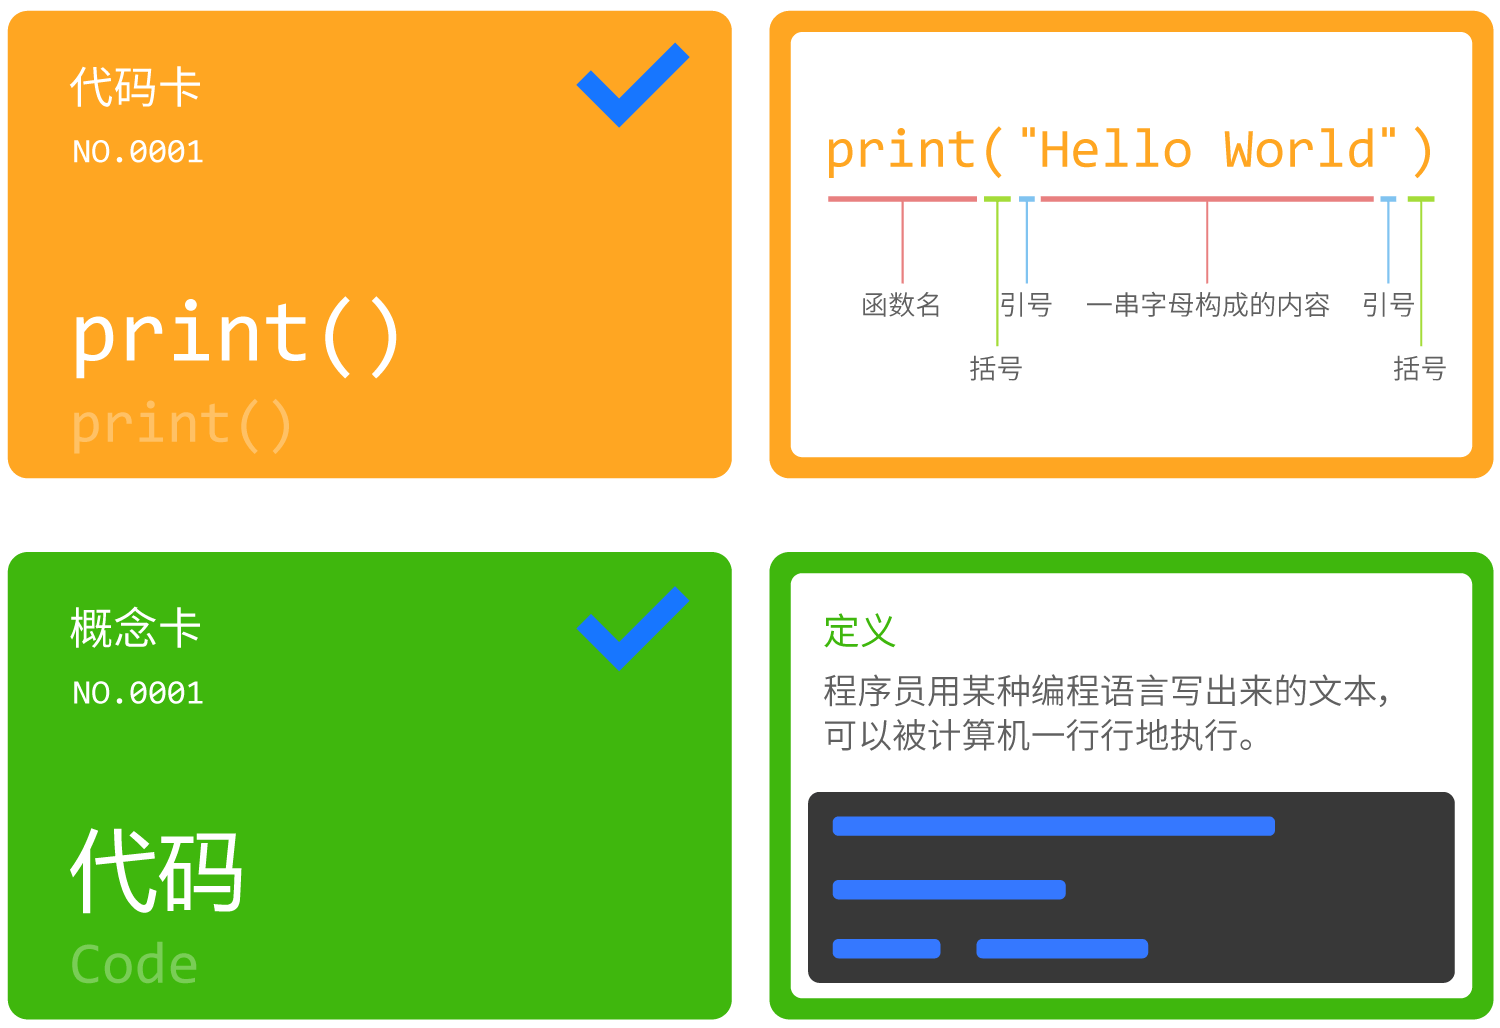 代码卡
NO.0001
print()
print()
print("Hello World")
函数名
引号
一串字母构成的内容
引号
括号
括号
概念卡
NO.0001
代码
Code
定义
程序员用某种编程语言写出来的文本，
可以被计算机一行行地执行。